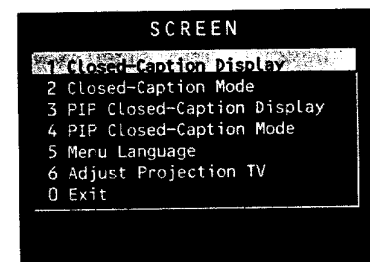 SCREEN
1 Closed-Caption Display
2 Closed-Caption Mode
3 PIP Closed-Caption Display
4 PIP Closed-Caption Mode
5 Menu Language
6 Adjust Projection TV
0 Exit